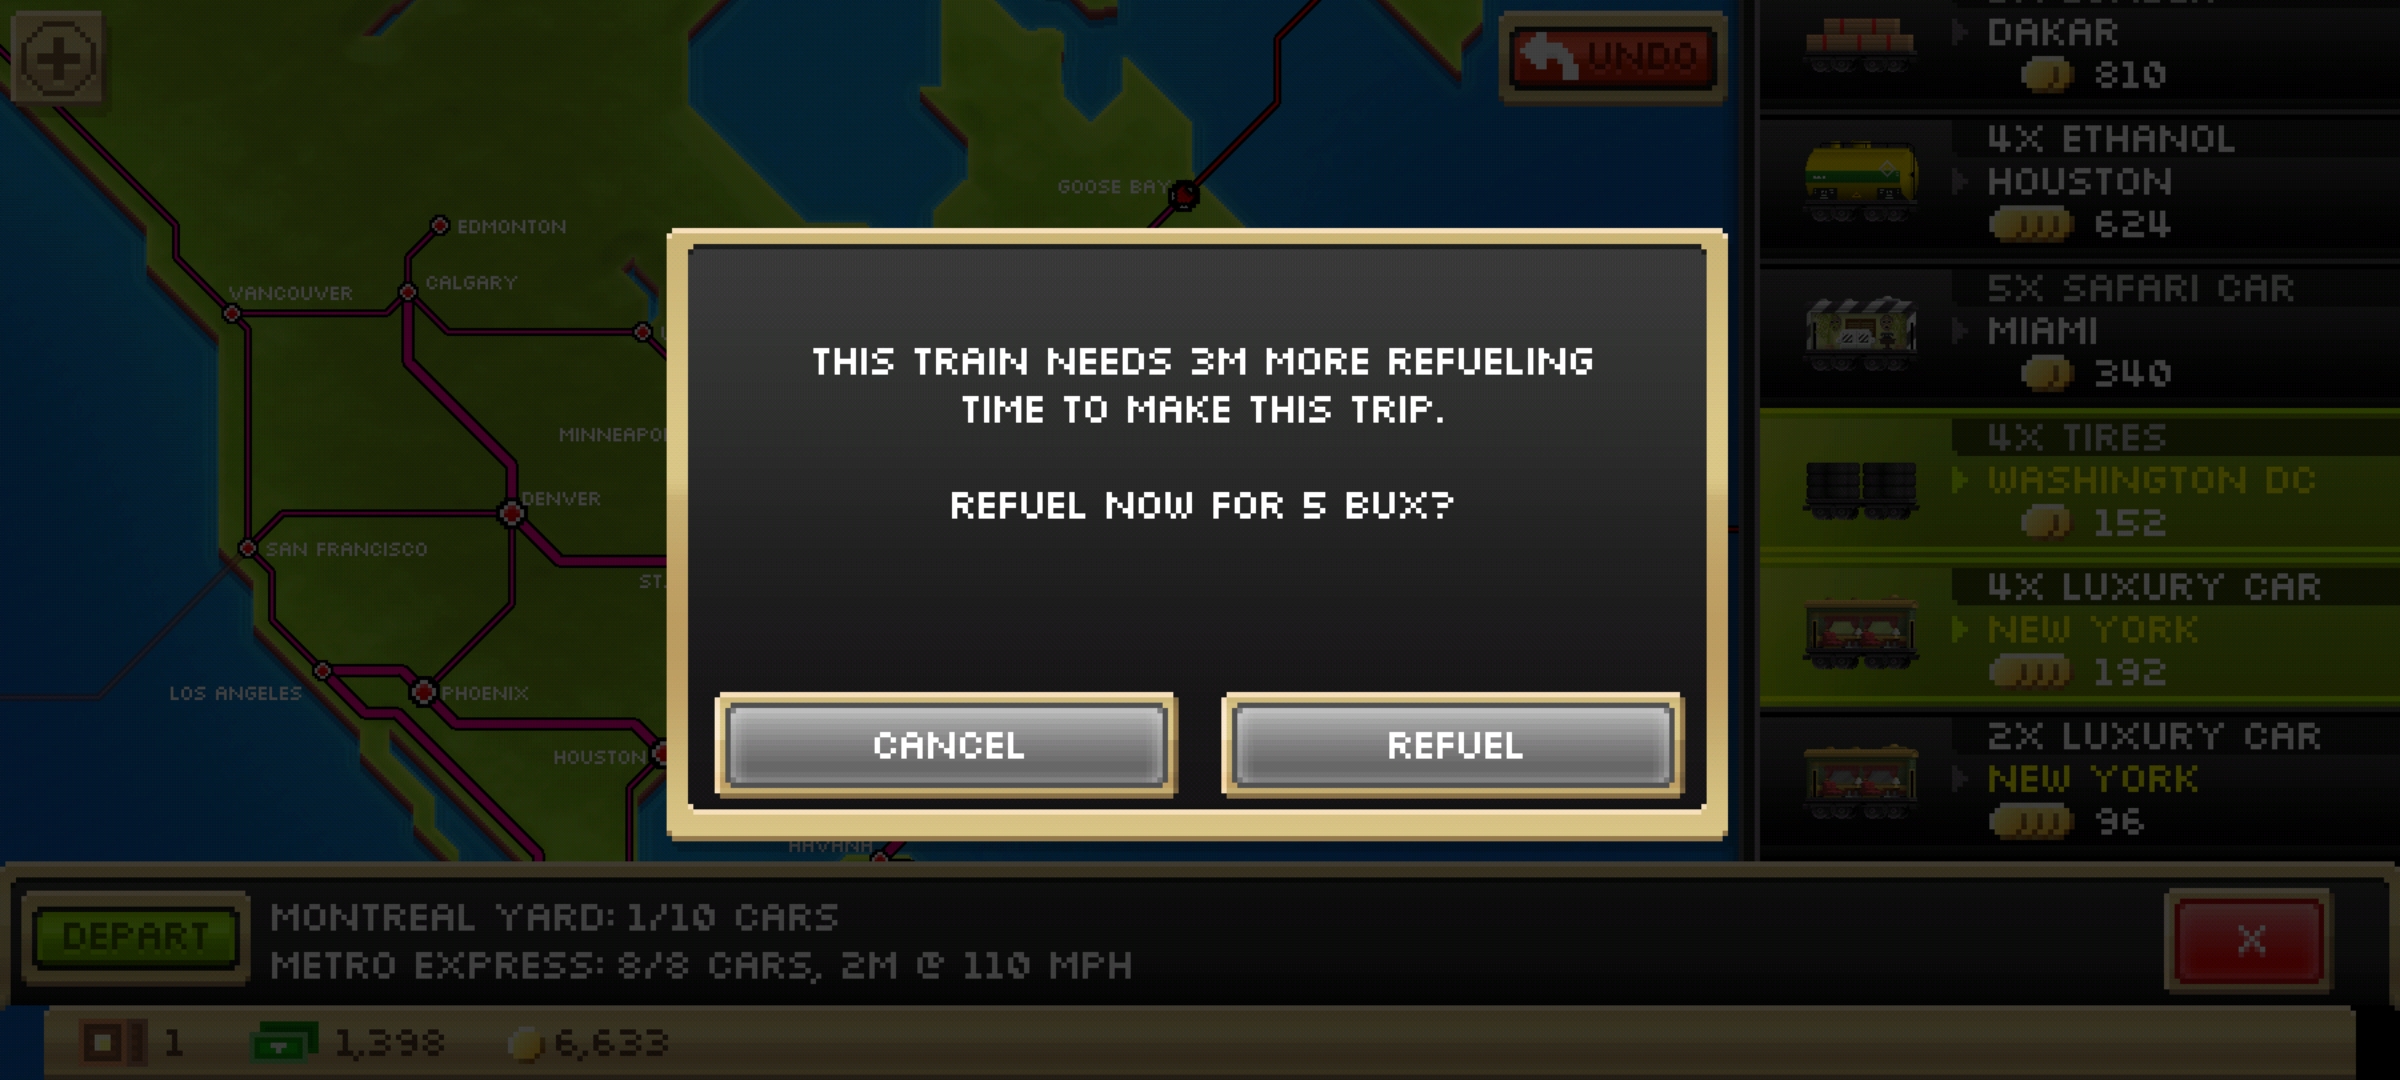 UNDO
DAKAR
810
4X ETHANOL
HOUSTON
624
5X SAFARI CAR
MIAMI
340
4X TIRES
WASHINGTON DC
152
4X LUXURY CAR
NEW YORK
192
2X LUXURY CAR
NEW YORK
96
GOOSE BAY
EDMONTON
CALGARY
VANCOUVER
MINNEAPO
DENVER
SAN FRANCISCO
ST.
LOS ANGELES
PHOENIX
HOUSTON
HAVANA
THIS TRAIN NEEDS 3M MORE REFUELING
TIME TO MAKE THIS TRIP.
REFUEL NOW FOR 5 BUX?
CANCEL
REFUEL
DEPART
MONTREAL YARD: 1/10 CARS
METRO EXPRESS: 8/8 CARS, 2M @ 110 MPH
X
1
1,398
6,633